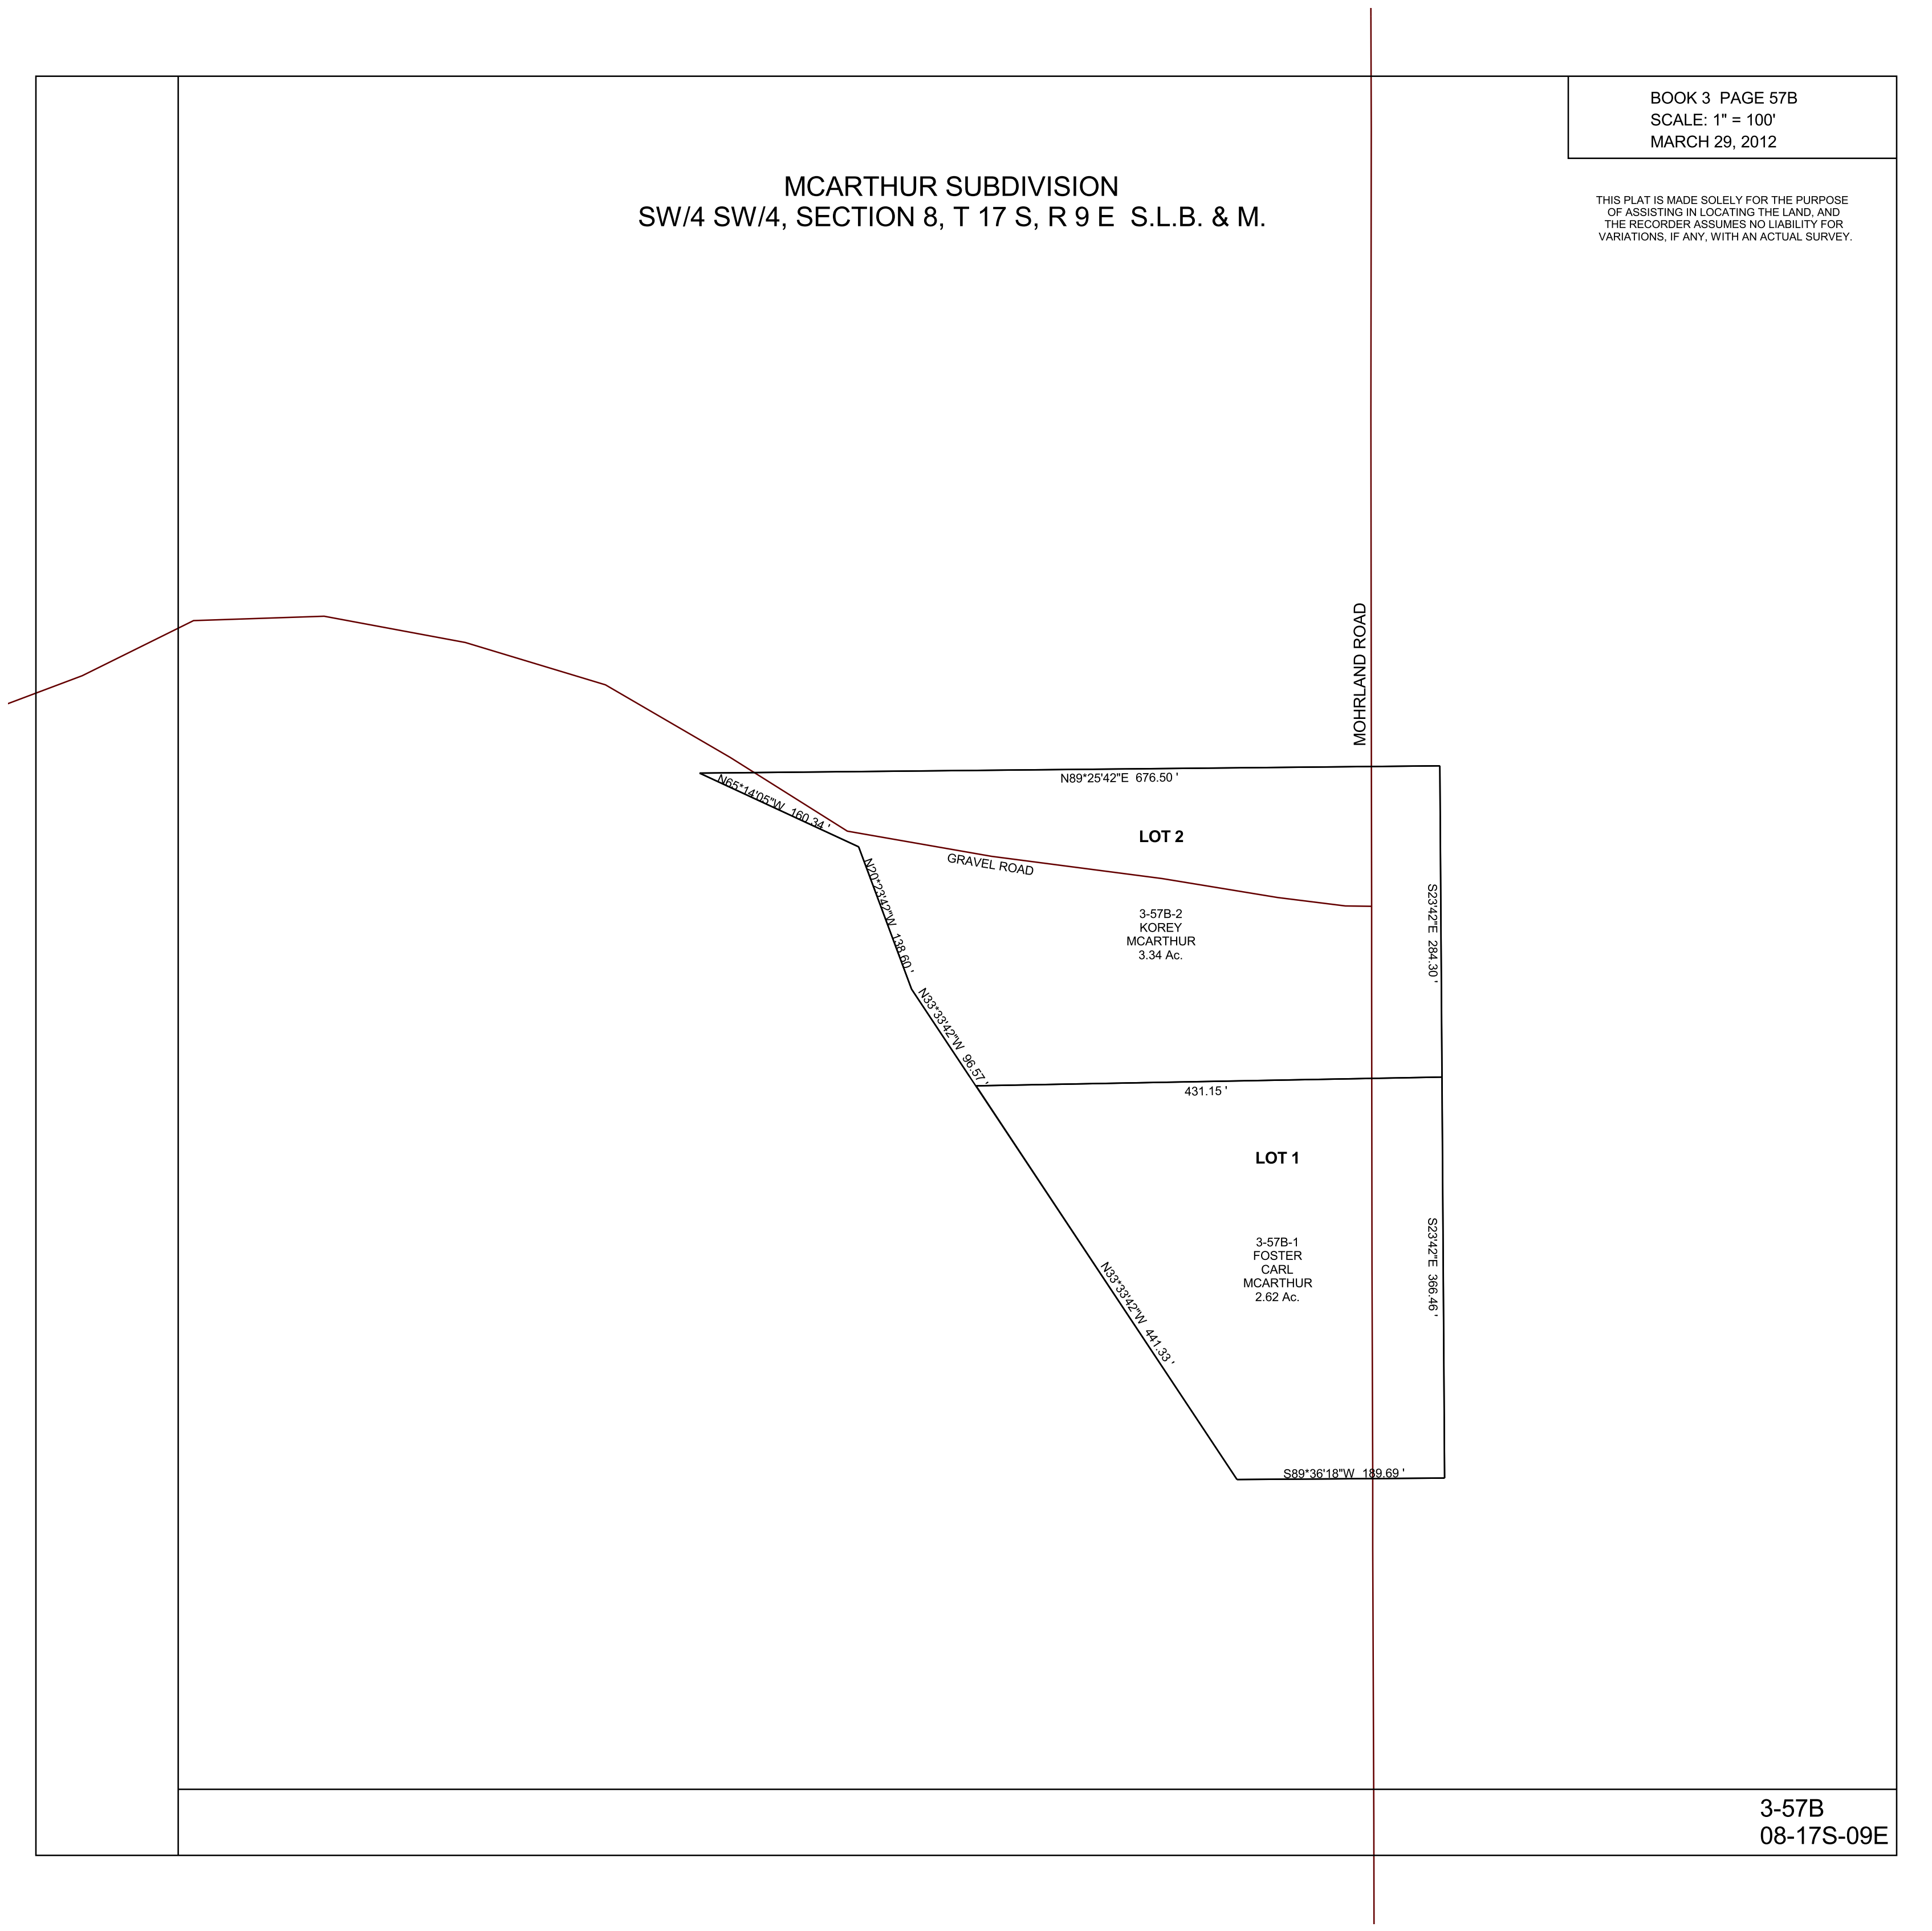 BOOK 3  PAGE 57B
SCALE: 1" = 100'
MARCH 29, 2012
MCARTHUR SUBDIVISION
SW/4 SW/4, SECTION 8, T 17 S, R 9 E  S.L.B. & M.
THIS PLAT IS MADE SOLELY FOR THE PURPOSE
OF ASSISTING IN LOCATING THE LAND, AND
THE RECORDER ASSUMES NO LIABILITY FOR
VARIATIONS, IF ANY, WITH AN ACTUAL SURVEY.
MOHRLAND ROAD
N89*25'42"E  676.50 '
N65*14'05"W  160.34 '
LOT 2
GRAVEL ROAD
N20*23'42"W  138.60 '
S23'42"E  284.30 '
3-57B-2
KOREY
MCARTHUR
3.34 Ac.
N33*33'42"W  96.57 '
431.15 '
LOT 1
3-57B-1
FOSTER
CARL
MCARTHUR
2.62 Ac.
S23'42"E  366.46 '
N33*33'42"W  441.33 '
S89*36'18"W  189.69 '
3-57B
08-17S-09E